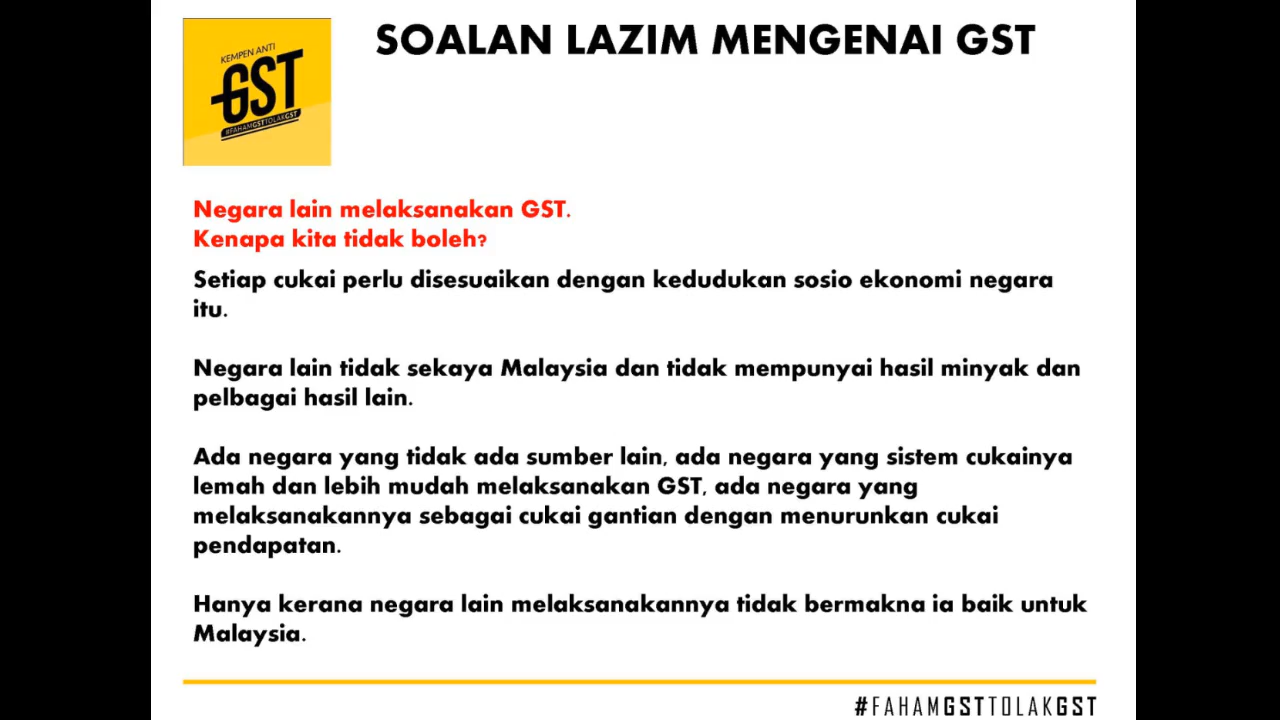 SOALAN LAZIM MENGENAI GST
KEMPEN ANTI
GST
#FAHAMGSTTOLAKGST
Negara lain melaksanakan GST.
Kenapa kita tidak boleh?
Setiap cukai perlu disesuaikan dengan kedudukan sosio ekonomi negara
itu.
Negara lain tidak sekaya Malaysia dan tidak mempunyai hasil minyak dan
pelbagai hasil lain.
Ada negara yang tidak ada sumber lain, ada negara yang sistem cukainya
lemah dan lebih mudah melaksanakan GST, ada negara yang
melaksanakannya sebagai cukai gantian dengan menurunkan cukai
pendapatan.
Hanya kerana negara lain melaksanakannya tidak bermakna ia baik untuk
Malaysia.
#FAHAMGSTTOLAKGST